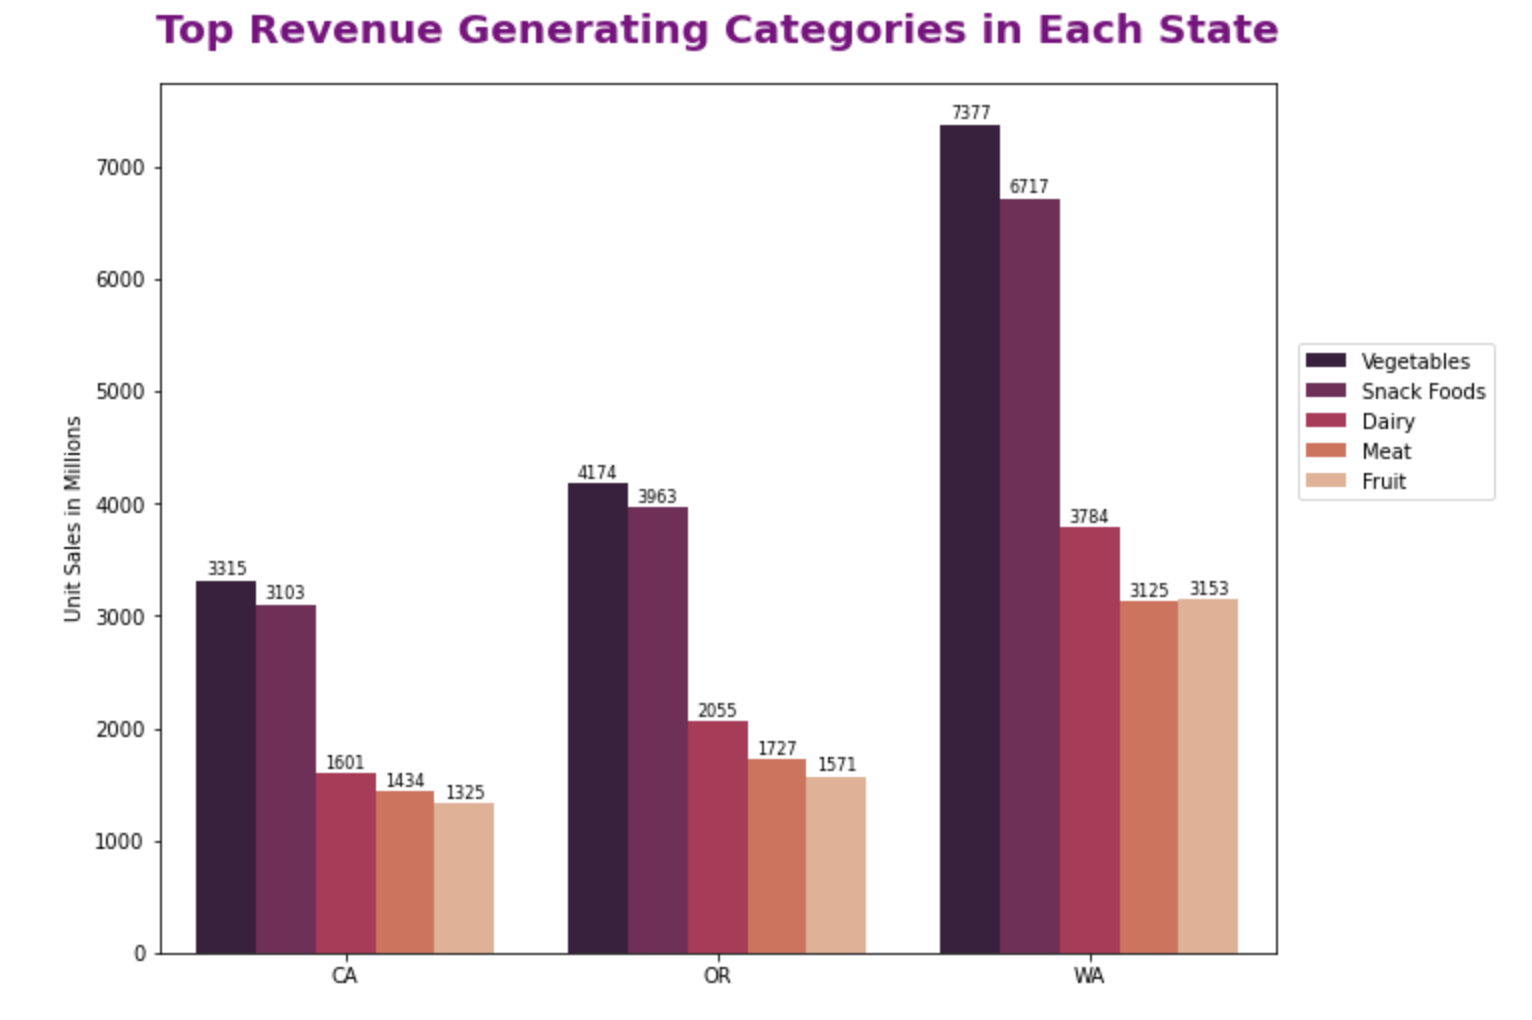 Top Revenue Generating Categories in Each State
7377
7000
6717
6000
5000
4174
3963
4000
3784
3315
3103
3125
3153
3000
2055
2000
1727
1601
1571
1434
1325
1000
0
Unit Sales in Millions
CA
OR
WA
Vegetables
Snack Foods
Dairy
Meat
Fruit